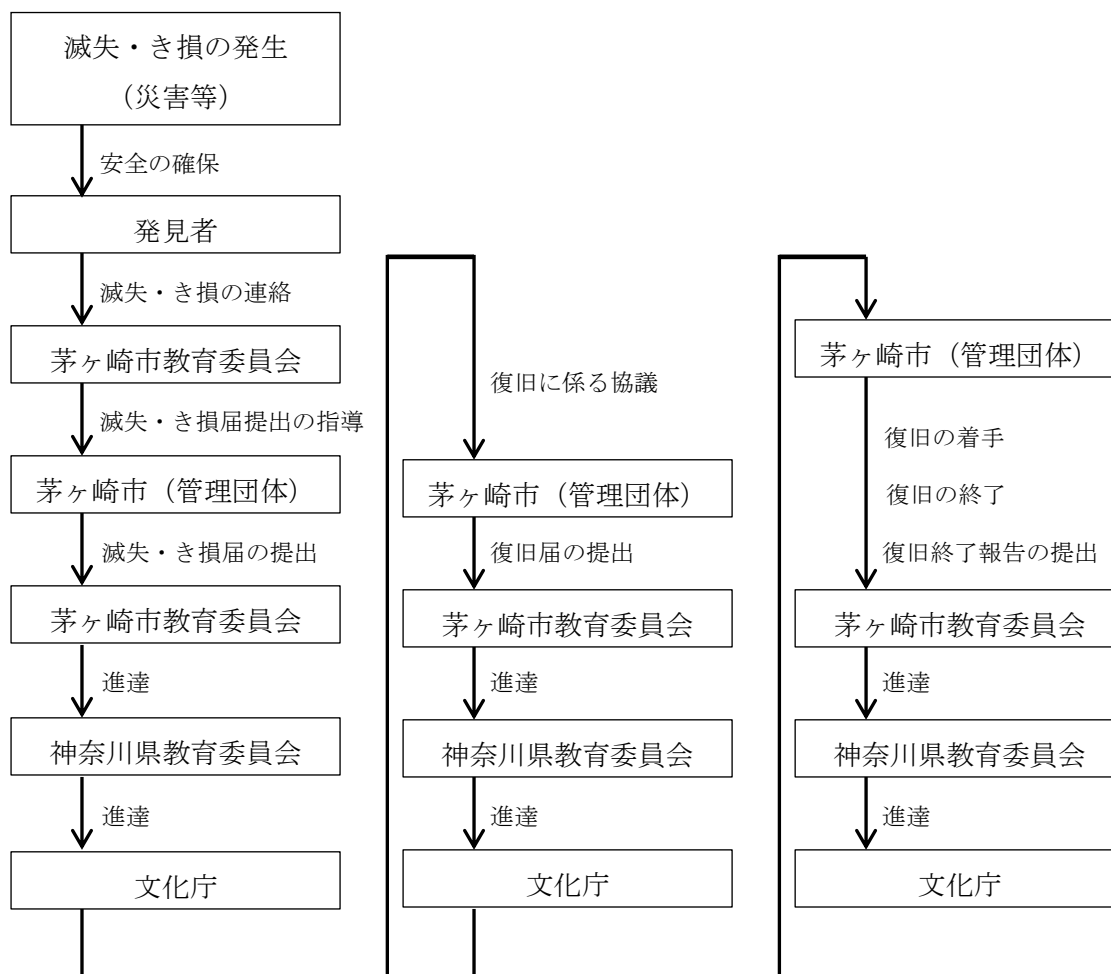 滅失・き損の発生
（災害等）
安全の確保
発見者
滅失・き損の連絡
茅ヶ崎市教育委員会
滅失・き損届提出の指導
茅ヶ崎市（管理団体）
滅失・き損届の提出
茅ヶ崎市教育委員会
進達
神奈川県教育委員会
進達
文化庁
復旧に係る協議
茅ヶ崎市（管理団体）
復旧届の提出
茅ヶ崎市教育委員会
進達
神奈川県教育委員会
進達
文化庁
茅ヶ崎市（管理団体）
復旧の着手
復旧の終了
復旧終了報告の提出
茅ヶ崎市教育委員会
進達
神奈川県教育委員会
進達
文化庁